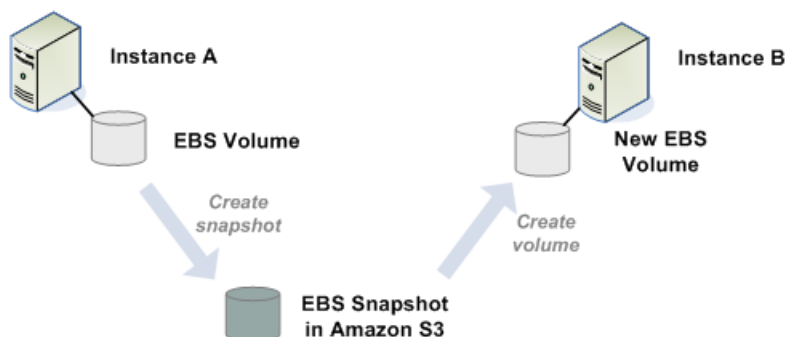 Instance A
Instance B
EBS Volume
New EBS
Volume
Create
snapshot
Create
volume
EBS Snapshot
in Amazon S3